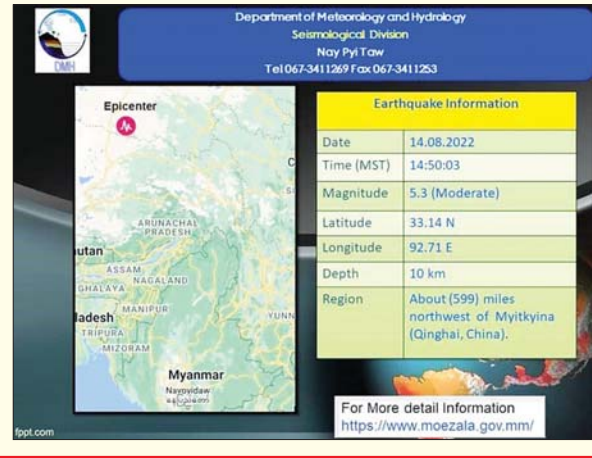 Department of Meteorology and Hydrology
Seismological Division
Nay Pyi Taw
Tel 067-3411269 Fax 067-3411253
DMH
Epicenter
C
ARUNACHAL
PRADESH
utan
ASSAM
NAGALAND
GHALAYA
MANIPUR
ladesh
TRIPURA
MIZORAM
YUNN
Myanmar
Naypyidaw
Earthquake Information
Date 14.08.2022
Time (MST) 14:50:03
Magnitude 5.3 (Moderate)
Latitude 33.14 N
Longitude 92.71 E
Depth 10 km
Region About (599) miles
northwest of Myitkyina
(Qinghai, China).
For More detail Information
https://www.moezala.gov.mm/
fppt.com